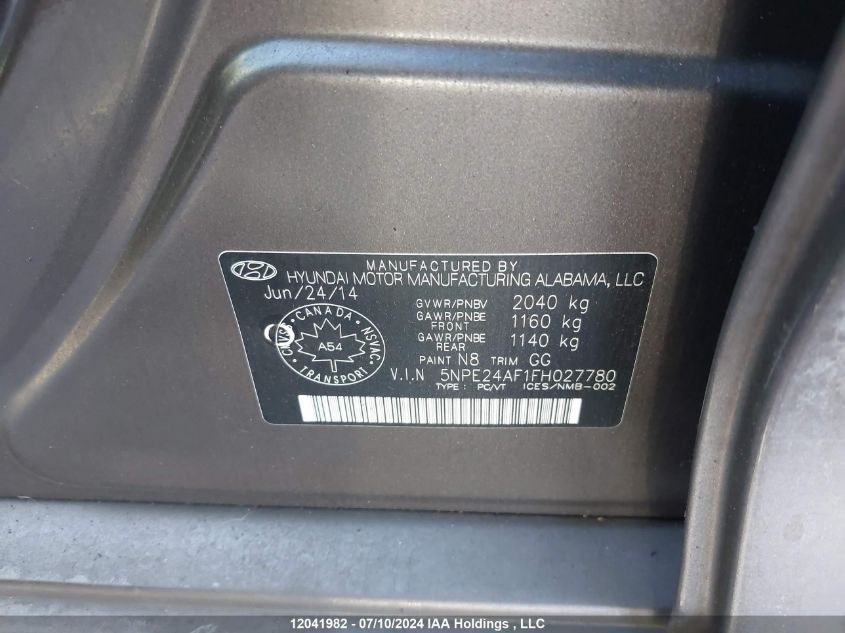 MANUFACTURED BY
HYUNDAI MOTOR MANUFACTURING ALABAMA, LLC
Jun/24/14
GVWR/PNBV 2040 kg
GAWR/PNBE FRONT 1160 kg
GAWR/PNBE REAR 1140 kg
CANADA
NSVAC
A54
TRANSPORT
PAINT N8 TRIM GG
V.I.N 5NPE24AF1FH027780
TYPE : PC/VT ICES/NMB-002
12041982 - 07/10/2024 IAA Holdings , LLC